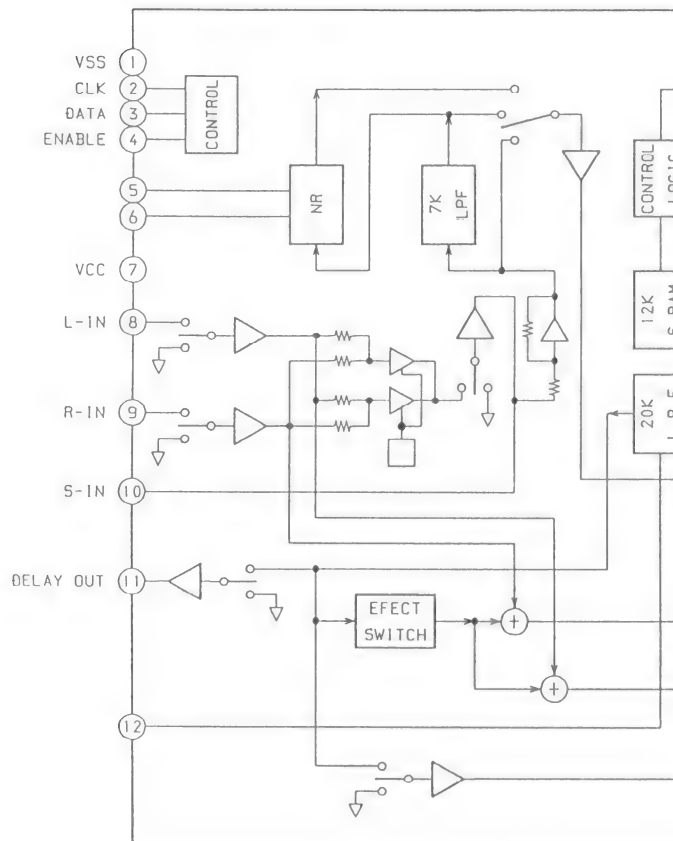 VSS 1
CLK 2
DATA 3
ENABLE 4
CONTROL
5
6
NR
7K
LPF
CONTROL
LOGIC
VCC 7
L-IN 8
12K
R-IN 9
20K
S-IN 10
DELAY OUT 11
EFECT
SWITCH
+
+
12